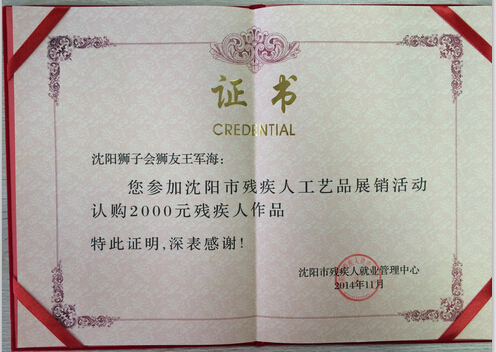 证书
CREDENTIAL
沈阳狮子会狮友王军海：
您参加沈阳市残疾人工艺品展销活动
认购2000元残疾人作品
特此证明,深表感谢!
沈阳市残疾人就业管理中心
2014年11月